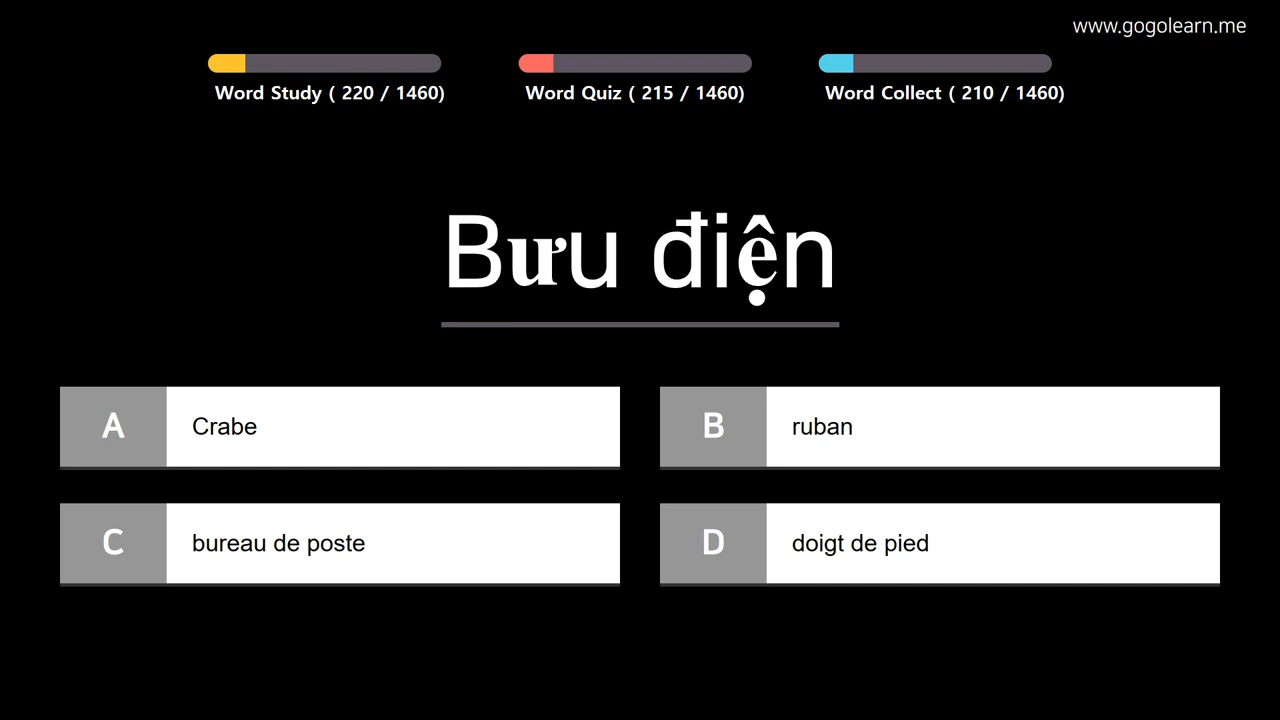 www.gogolearn.me
Word Study ( 220 / 1460)
Word Quiz ( 215 / 1460)
Word Collect ( 210 / 1460)
Bưu điện
A Crabe
B ruban
C bureau de poste
D doigt de pied